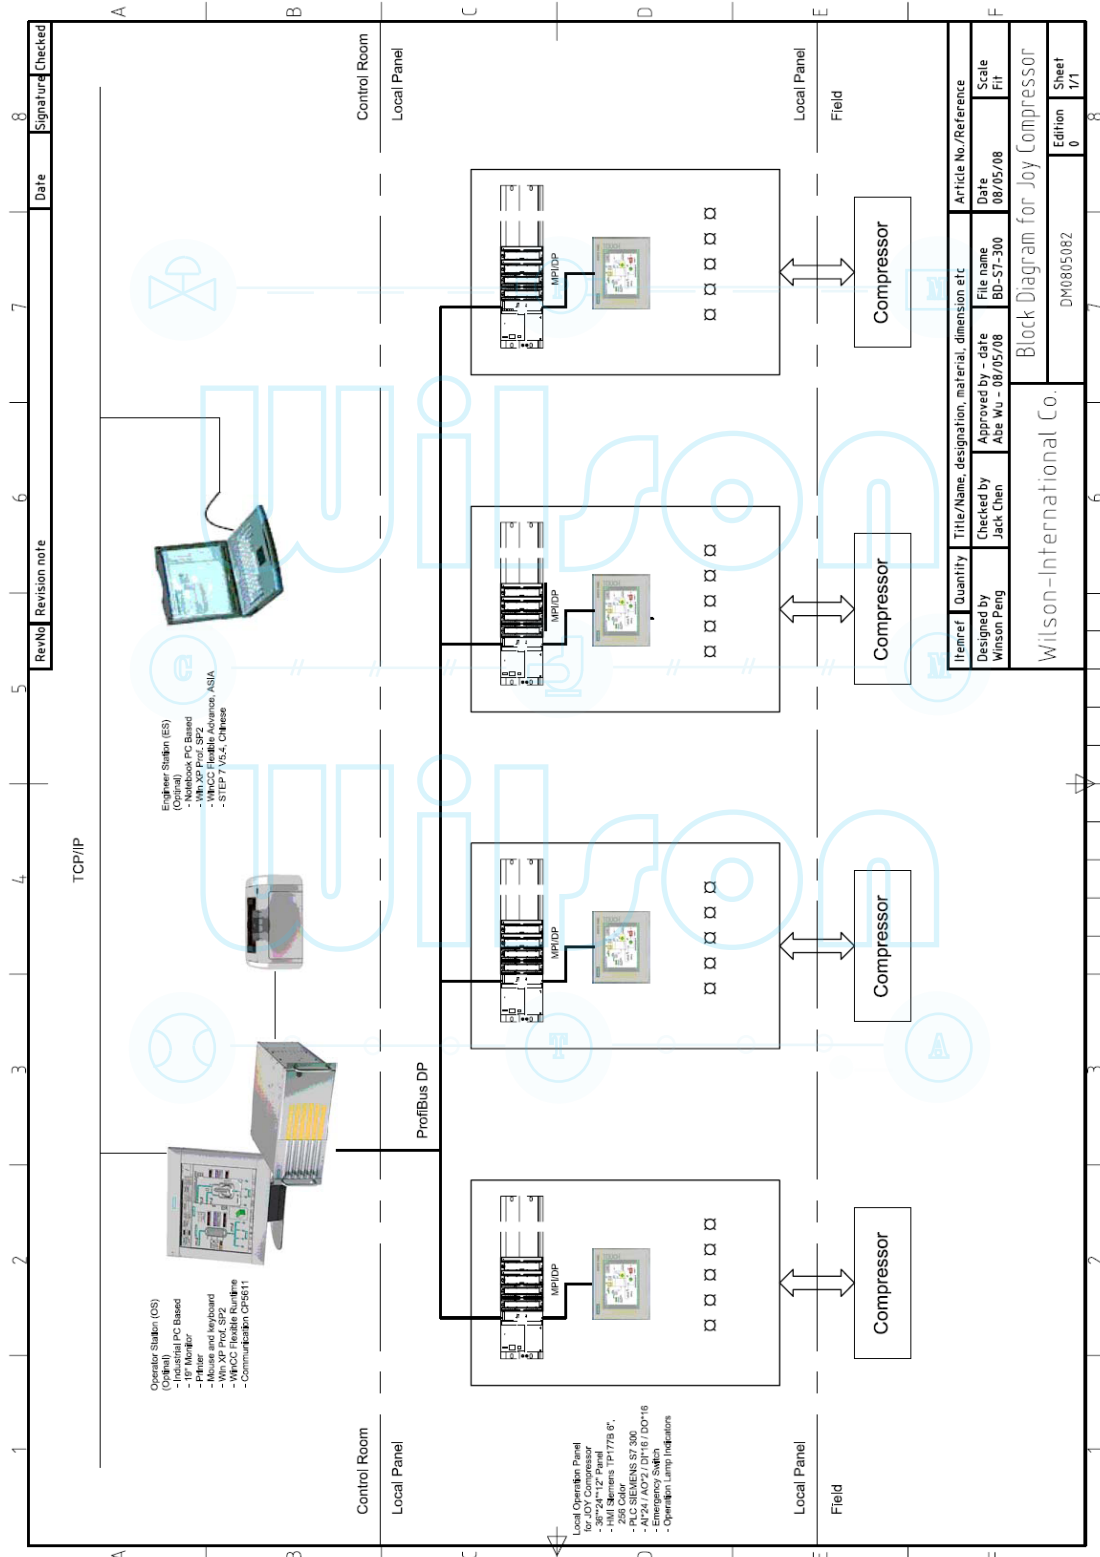 1
2
3
4
5
6
7
8
A
B
C
D
E
F
RevNo
Revision note
Date
Signature
Checked
TCP/IP
Operator Station (OS)
(Optinal)
- Industrial PC Based
- 19" Monitor
- Printer
- Mouse and keyboard
- Win XP Prof. SP2
- WinCC Flexible Runtime
- Communication CP5611
Engineer Station (ES)
(Optinal)
- Notebook PC Based
- Win XP Prof. SP2
- WinCC Flexible Advance, ASIA
- STEP 7 V5.4, Chinese
Control Room
Control Room
Local Panel
Local Panel
ProfiBus DP
MPI/DP
MPI/DP
MPI/DP
MPI/DP
Local Operation Panel
for JOY Compressor
- 36"*24"*12" Panel
- HMI Siemens TP177B 6",
256 Color
- PLC SIEMENS S7 300
- AI*24 / AO*2 / DI*16 / DO*16
- Emergency Switch
- Operation Lamp Indicators
Local Panel
Local Panel
Field
Field
Compressor
Compressor
Compressor
Compressor
Wilson
Wilson
G
M
T
A
Itemref
Quantity
Title/Name, designation, material, dimension etc
Article No./Reference
Designed by
Winson Peng
Checked by
Jack Chen
Approved by - date
Abe Wu - 08/05/08
File name
BD-S7-300
Date
08/05/08
Scale
Fit
Wilson-International Co.
Block Diagram for Joy Compressor
DM0805082
Edition
0
Sheet
1/1